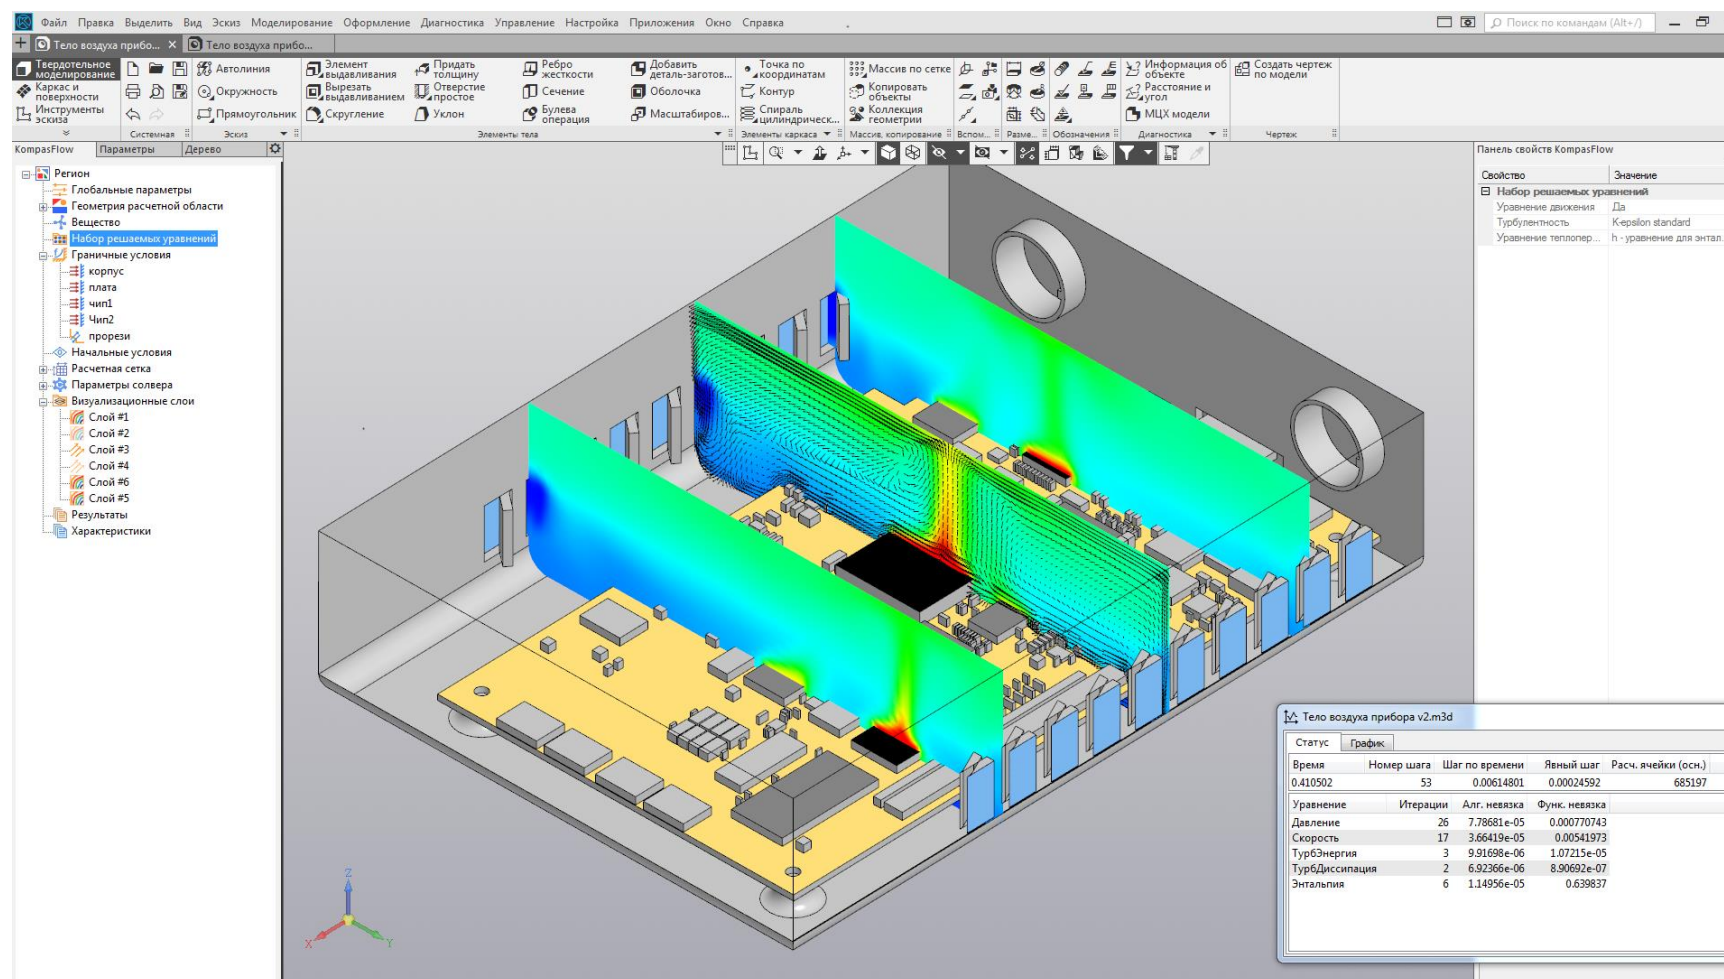 Файл Правка Выделить Вид Эскиз Моделирование Оформление Диагностика Управление Настройка Приложения Окно Справка
Поиск по командам (Alt+/)
Тело воздуха прибо...
Тело воздуха прибо...
Твердотельное моделирование
Каркас и поверхности
Инструменты эскиза
Системная
Автолиния
Окружность
Прямоугольник
Эскиз
Элемент выдавливания
Вырезать выдавливанием
Скругление
Придать толщину
Отверстие простое
Уклон
Ребро жесткости
Сечение
Булева операция
Добавить деталь-заготов...
Оболочка
Масштабиров...
Элементы тела
Точка по координатам
Контур
Спираль цилиндрическ...
Элементы каркаса
Массив по сетке
Копировать объекты
Коллекция геометрии
Массив, копирование
Вспом...
Разме...
Обозначения
Информация об объекте
Расстояние и угол
МЦХ модели
Диагностика
Создать чертеж по модели
Чертеж
KompasFlow Параметры Дерево
Регион
Глобальные параметры
Геометрия расчетной области
Вещество
Набор решаемых уравнений
Граничные условия
корпус
плата
чип1
Чип2
прорези
Начальные условия
Расчетная сетка
Параметры солвера
Визуализационные слои
Слой #1
Слой #2
Слой #3
Слой #4
Слой #6
Слой #5
Результаты
Характеристики
Z
X
Y
Панель свойств KompasFlow
Свойство Значение
Набор решаемых уравнений
Уравнение движения Да
Турбулентность K-epsilon standard
Уравнение теплопер... h - уравнение для энтал...
Тело воздуха прибора v2.m3d
Статус График
Время Номер шага Шаг по времени Явный шаг Расч. ячейки (осн.)
0.410502 53 0.00614801 0.00024592 685197
Уравнение Итерации Алг. невязка Функ. невязка
Давление 26 7.78681e-05 0.000770743
Скорость 17 3.66419e-05 0.00541973
ТурбЭнергия 3 9.91698e-06 1.07215e-05
ТурбДиссипация 2 6.92366e-06 8.90692e-07
Энтальпия 6 1.14956e-05 0.639837